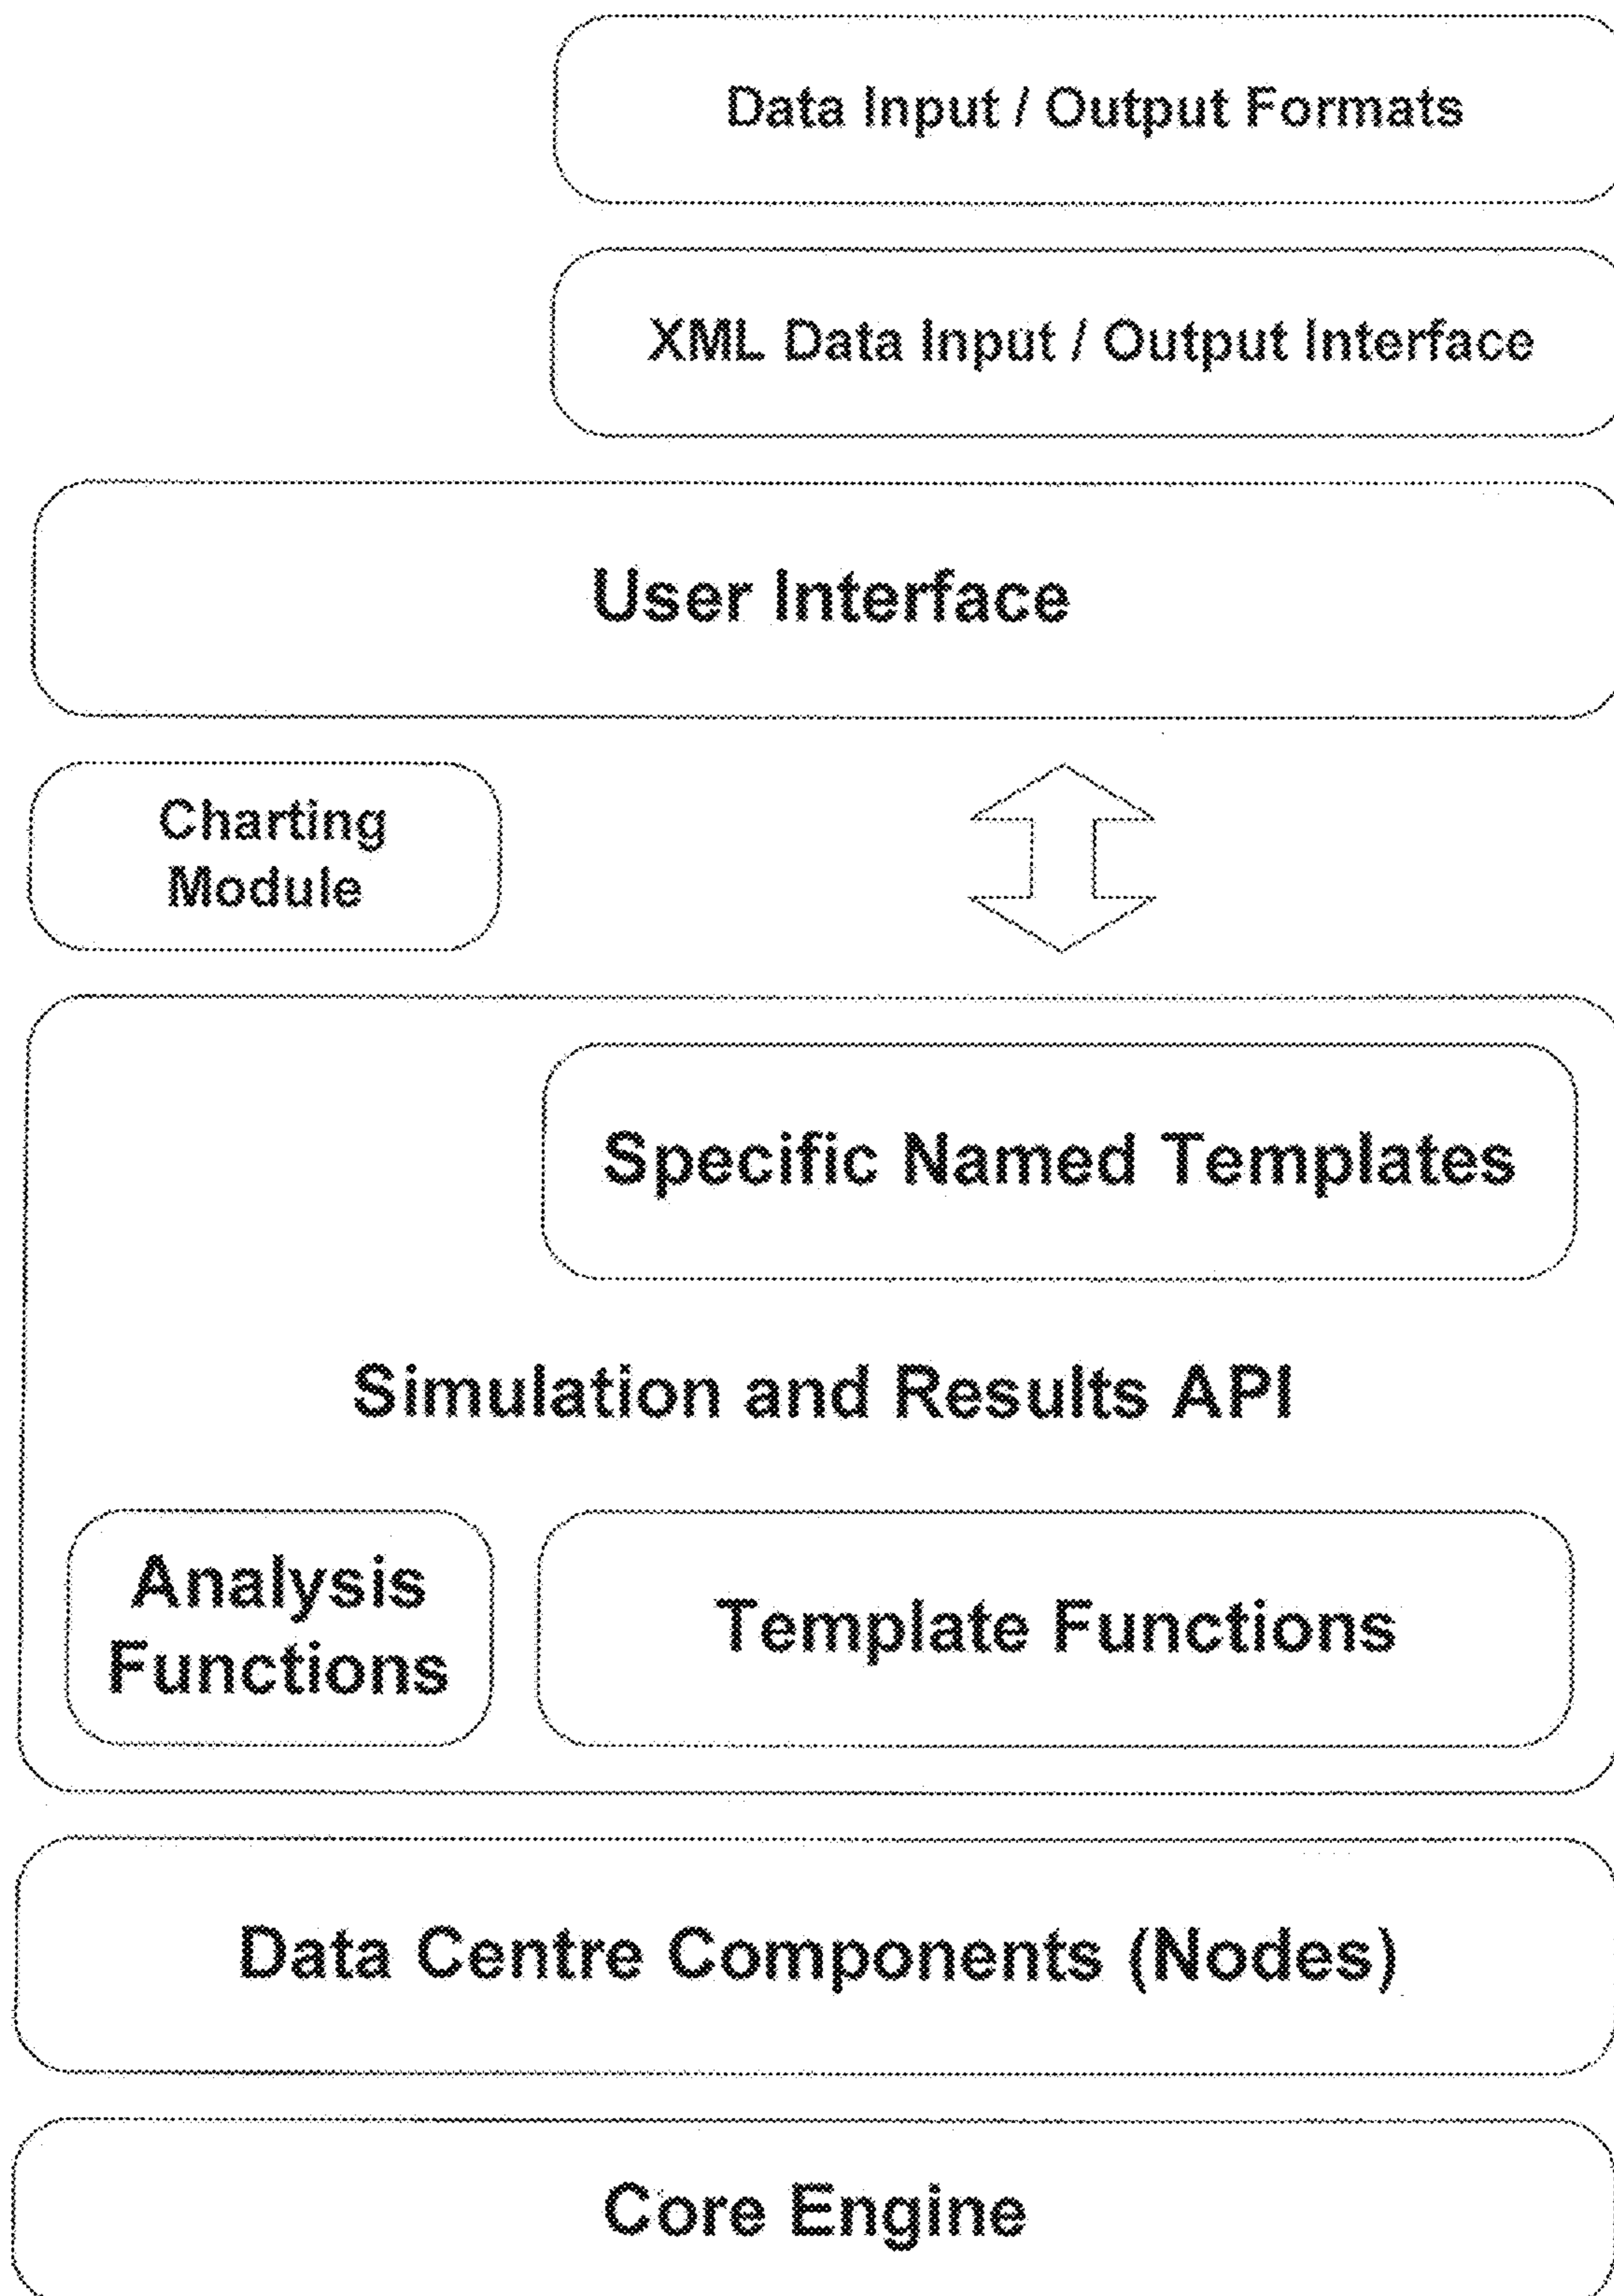 Data Input / Output Formats
XML Data Input / Output Interface
User Interface
Charting
Module
Specific Named Templates
Simulation and Results API
Analysis
Functions
Template Functions
Data Centre Components (Nodes)
Core Engine